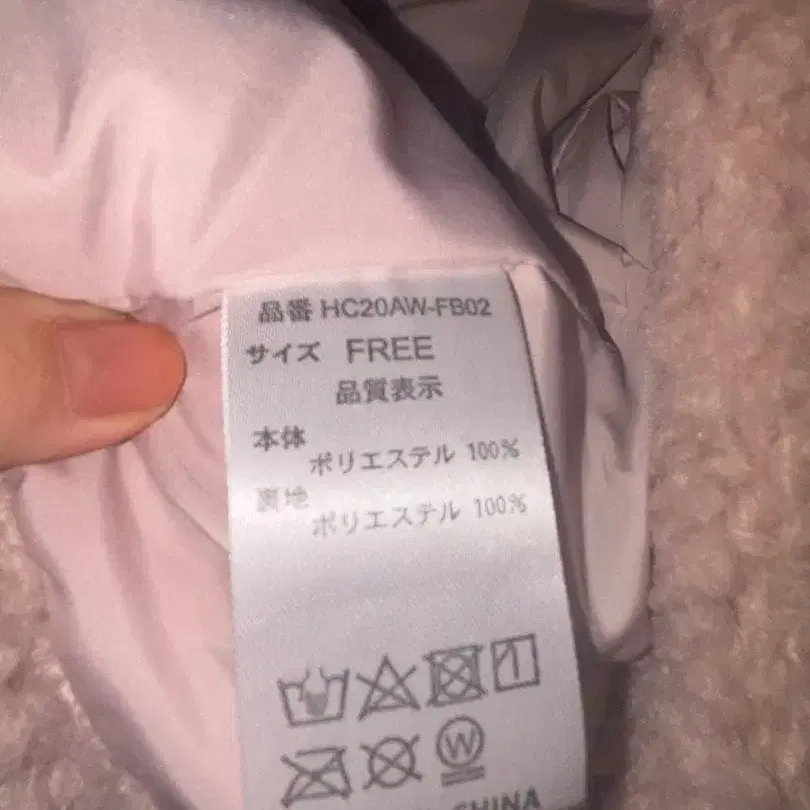 品番 HC20AW-FB02
サイズ FREE
品質表示
本体
ポリエステル 100%
裏地
ポリエステル 100%
W
CHINA